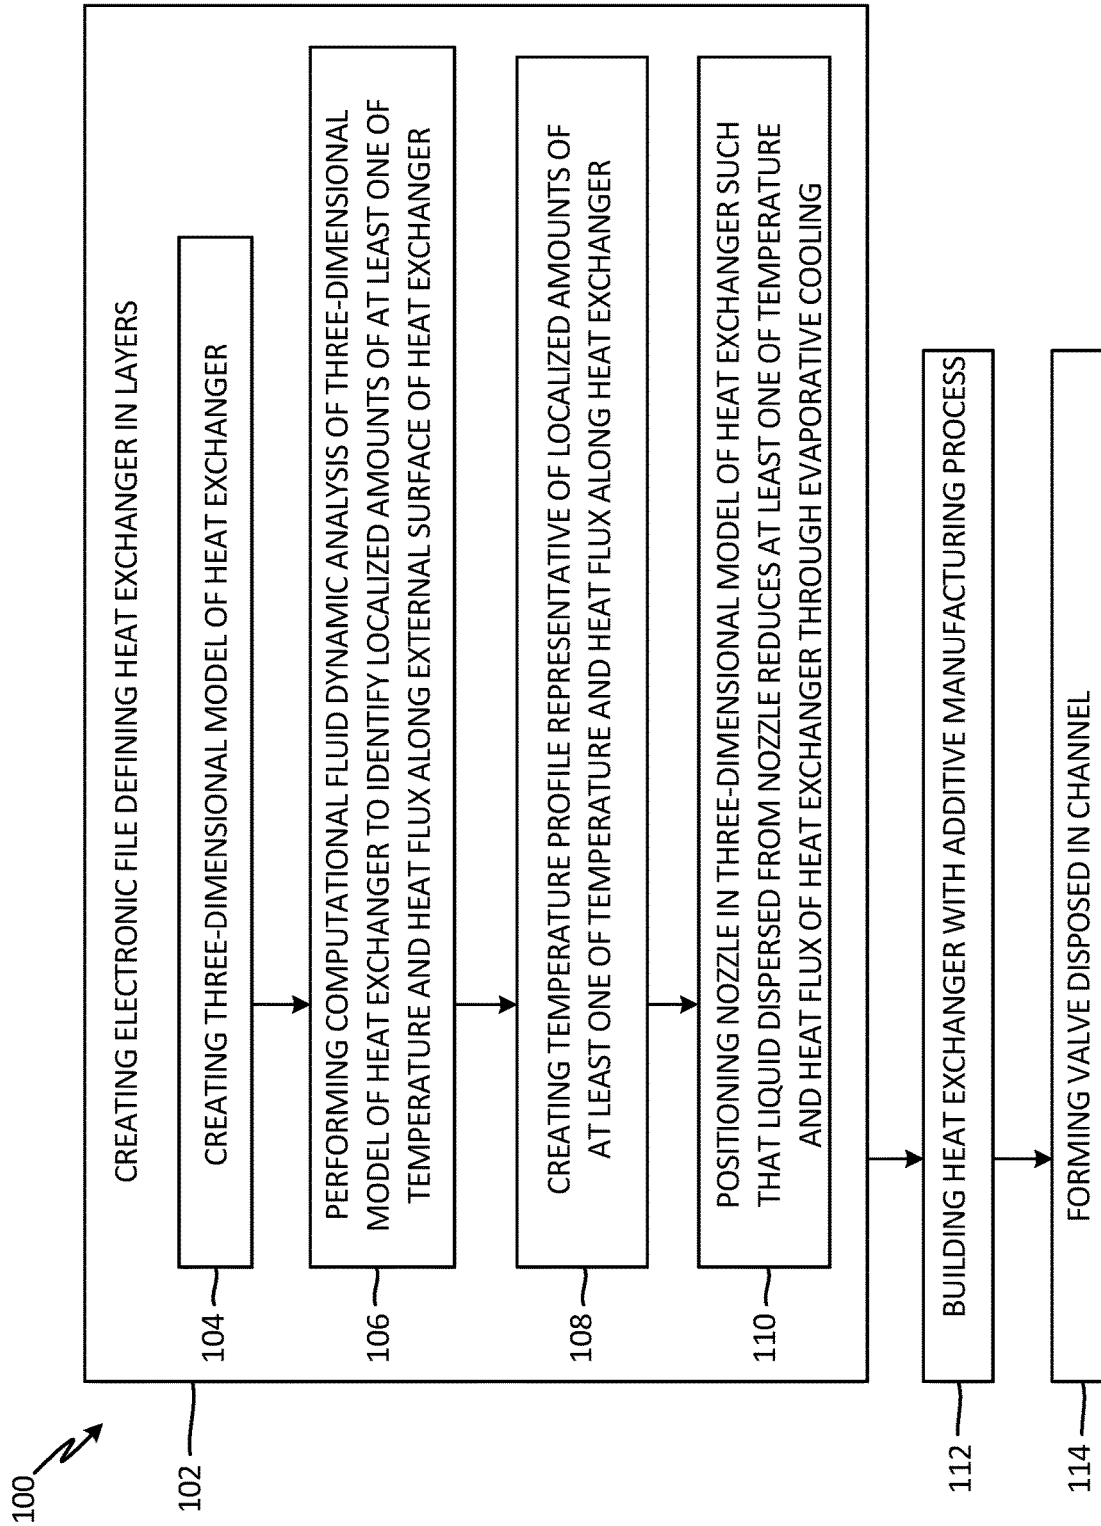 100
102
CREATING ELECTRONIC FILE DEFINING HEAT EXCHANGER IN LAYERS
104
CREATING THREE-DIMENSIONAL MODEL OF HEAT EXCHANGER
106
PERFORMING COMPUTATIONAL FLUID DYNAMIC ANALYSIS OF THREE-DIMENSIONAL
MODEL OF HEAT EXCHANGER TO IDENTIFY LOCALIZED AMOUNTS OF AT LEAST ONE OF
TEMPERATURE AND HEAT FLUX ALONG EXTERNAL SURFACE OF HEAT EXCHANGER
108
CREATING TEMPERATURE PROFILE REPRESENTATIVE OF LOCALIZED AMOUNTS OF
AT LEAST ONE OF TEMPERATURE AND HEAT FLUX ALONG HEAT EXCHANGER
110
POSITIONING NOZZLE IN THREE-DIMENSIONAL MODEL OF HEAT EXCHANGER SUCH
THAT LIQUID DISPERSED FROM NOZZLE REDUCES AT LEAST ONE OF TEMPERATURE
AND HEAT FLUX OF HEAT EXCHANGER THROUGH EVAPORATIVE COOLING
112
BUILDING HEAT EXCHANGER WITH ADDITIVE MANUFACTURING PROCESS
114
FORMING VALVE DISPOSED IN CHANNEL